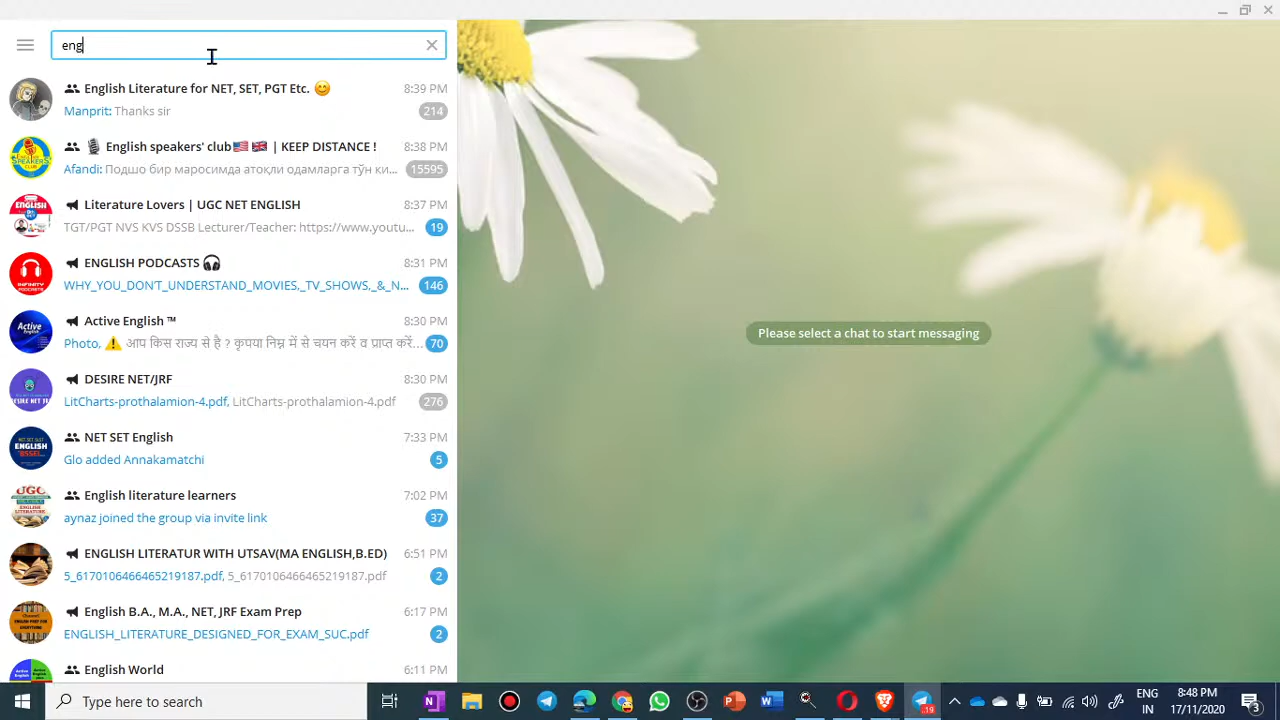 eng
English Literature for NET, SET, PGT Etc. 😊 8:39 PM
Manprit: Thanks sir 214
🎙 English speakers' club🇺🇸 🇬🇧 | KEEP DISTANCE ! 8:38 PM
Afandi: Подшо бир маросимда атоқли одамларга тўн ки... 15595
Literature Lovers | UGC NET ENGLISH 8:37 PM
TGT/PGT NVS KVS DSSB Lecturer/Teacher: https://www.youtu... 19
ENGLISH PODCASTS 🎧 8:31 PM
WHY_YOU_DON'T_UNDERSTAND_MOVIES,_TV_SHOWS,_&_N... 146
Active English ™ 8:30 PM
Photo, ⚠ आप किस राज्य से है ? कृपया निम्न में से चयन करें व प्राप्त करें... 70
DESIRE NET/JRF 8:30 PM
LitCharts-prothalamion-4.pdf, LitCharts-prothalamion-4.pdf 276
NET SET English 7:33 PM
Glo added Annakamatchi 5
English literature learners 7:02 PM
aynaz joined the group via invite link 37
ENGLISH LITERATUR WITH UTSAV(MA ENGLISH,B.ED) 6:51 PM
5_6170106466465219187.pdf, 5_6170106466465219187.pdf 2
English B.A., M.A., NET, JRF Exam Prep 6:17 PM
ENGLISH_LITERATURE_DESIGNED_FOR_EXAM_SUC.pdf 2
English World 6:11 PM
Please select a chat to start messaging
Type here to search
ENG
IN
8:48 PM
17/11/2020
3